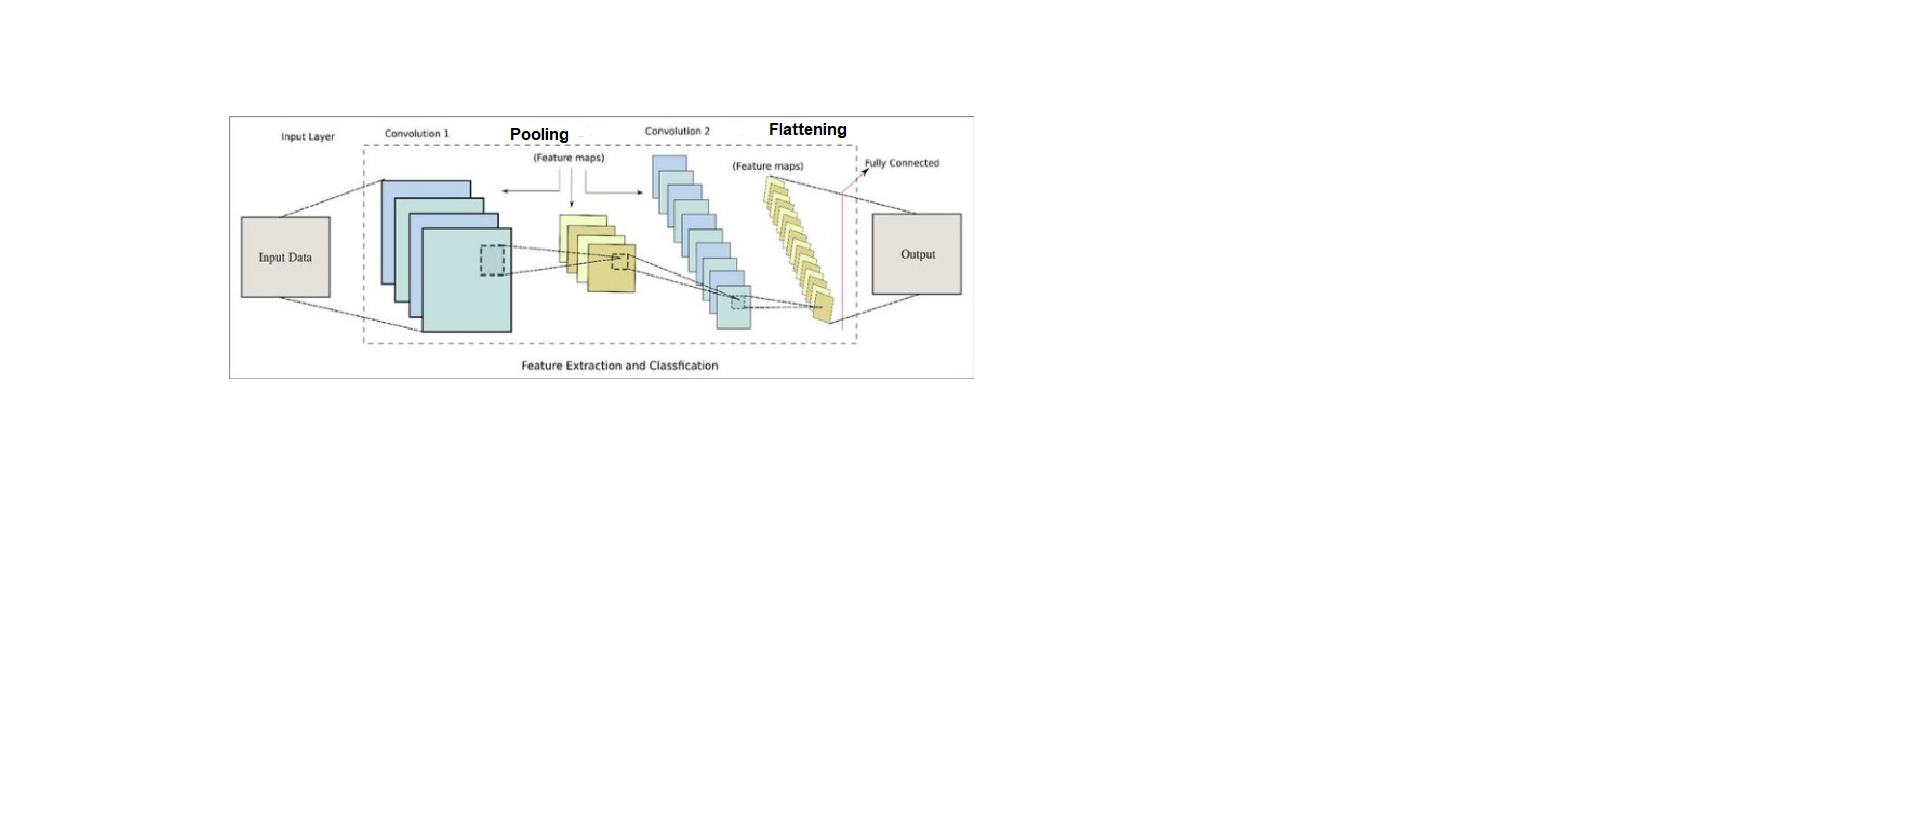 Input Layer
Convolution 1
Pooling
Convolution 2
Flattening
(Feature maps)
(Feature maps)
Fully Connected
Input Data
Output
Feature Extraction and Classfication